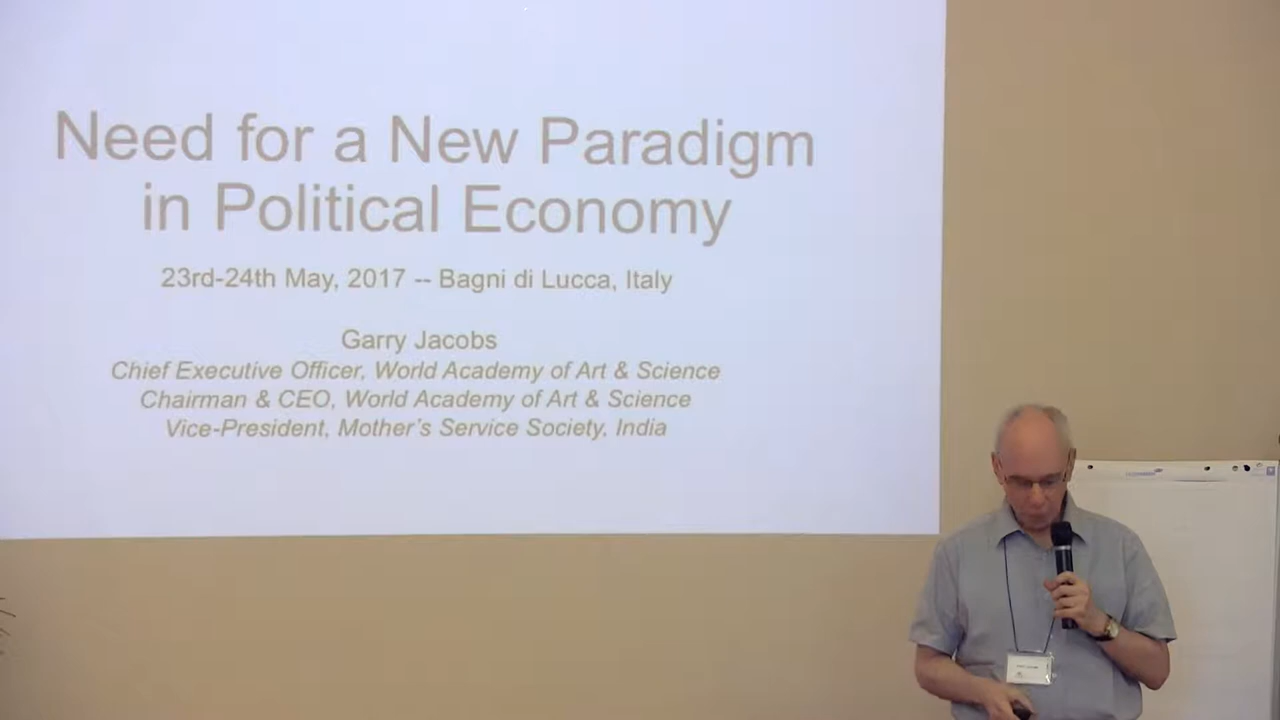 Need for a New Paradigm
in Political Economy
23rd-24th May, 2017 -- Bagni di Lucca, Italy
Garry Jacobs
Chief Executive Officer, World Academy of Art & Science
Chairman & CEO, World Academy of Art & Science
Vice-President, Mother’s Service Society, India